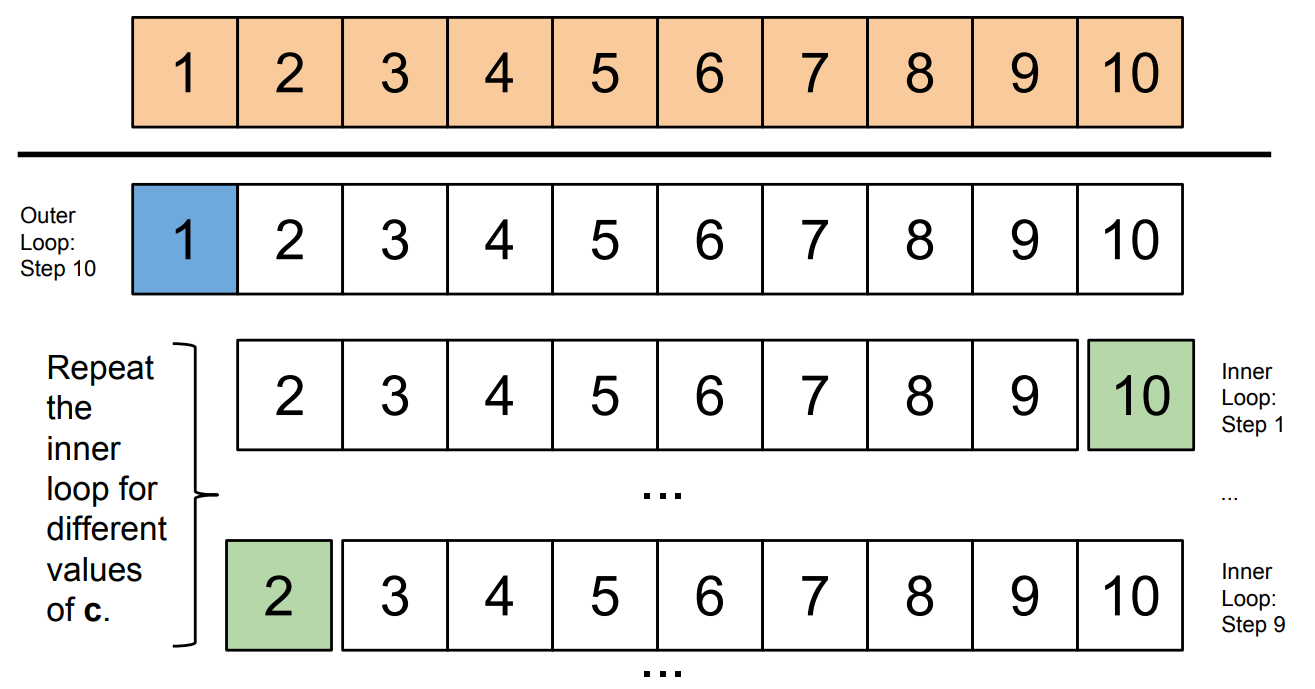 1 2 3 4 5 6 7 8 9 10
Outer
Loop:
Step 10
1 2 3 4 5 6 7 8 9 10
Repeat
the
inner
loop for
different
values
of c.
2 3 4 5 6 7 8 9 10
Inner
Loop:
Step 1
...
...
2 3 4 5 6 7 8 9 10
Inner
Loop:
Step 9
...